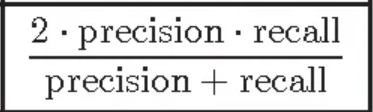 2 · precision · recall
precision + recall